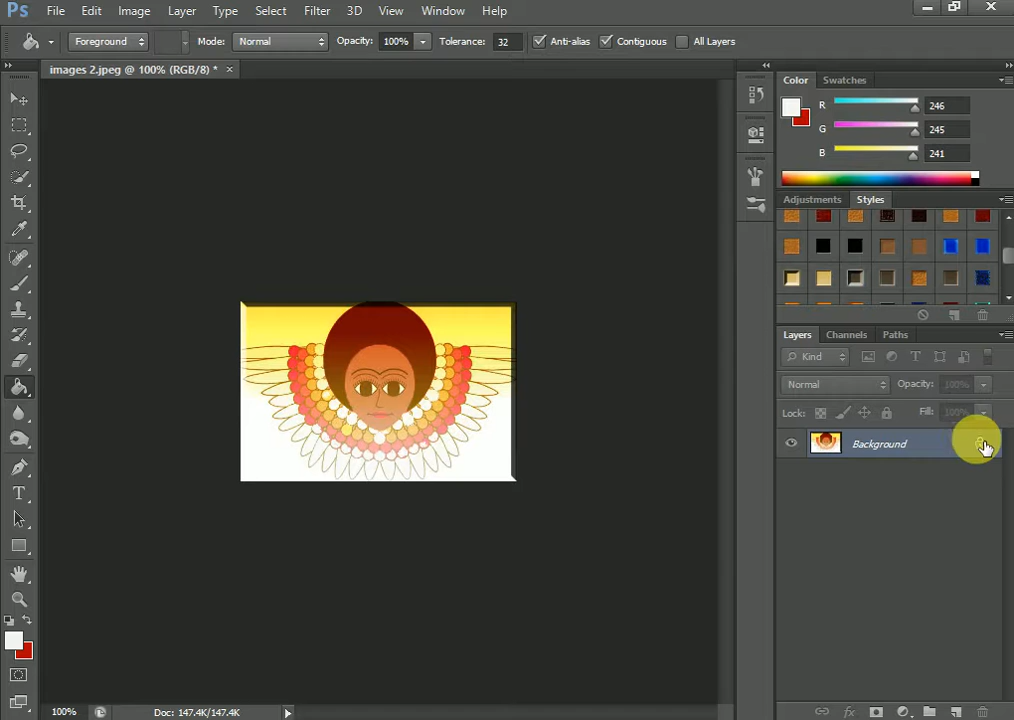 Ps File Edit Image Layer Type Select Filter 3D View Window Help
Foreground Mode: Normal Opacity: 100% Tolerance: 32 Anti-alias Contiguous All Layers
images 2.jpeg @ 100% (RGB/8) * ×
Color Swatches
R 246
G 245
B 241
Adjustments Styles
Layers Channels Paths
Kind
Normal Opacity: 100%
Lock: Fill: 100%
Background
100% Doc: 147.4K/147.4K